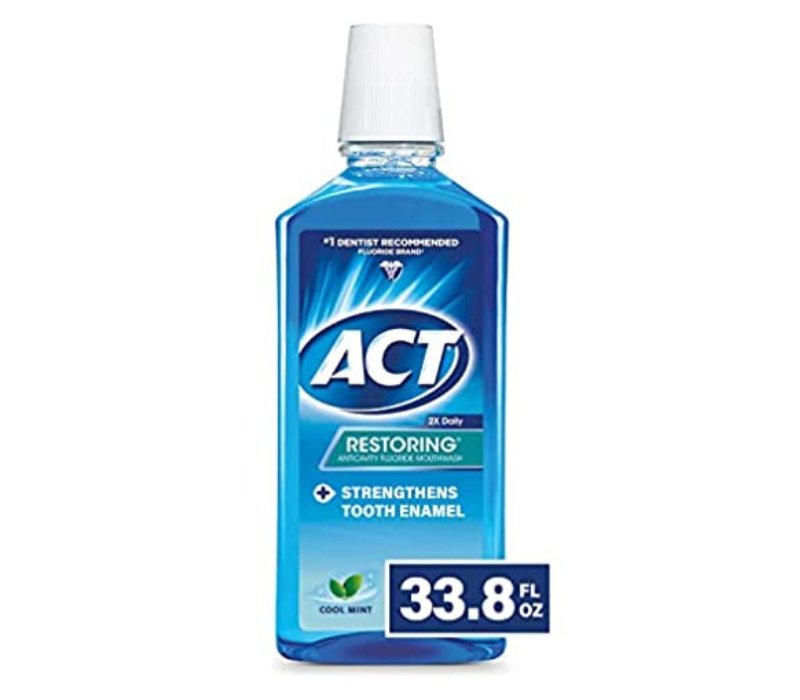 #1 DENTIST RECOMMENDED
FLUORIDE BRAND†
ACT®
2X Daily
RESTORING®
ANTICAVITY FLUORIDE MOUTHWASH
STRENGTHENS
TOOTH ENAMEL
COOL MINT
33.8 FL OZ